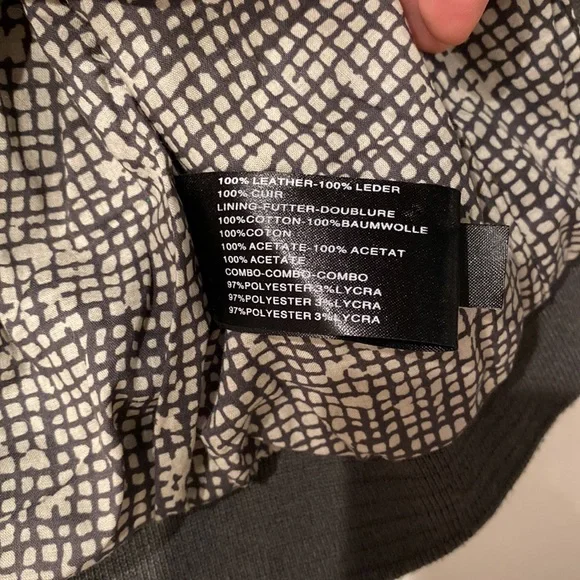 100% LEATHER-100% LEDER
100% CUIR
LINING-FUTTER-DOUBLURE
100%COTTON-100%BAUMWOLLE
100%COTON
100% ACETATE-100% ACETAT
100% ACETATE
COMBO-COMBO-COMBO
97%POLYESTER 3%LYCRA
97%POLYESTER 3%LYCRA
97%POLYESTER 3%LYCRA